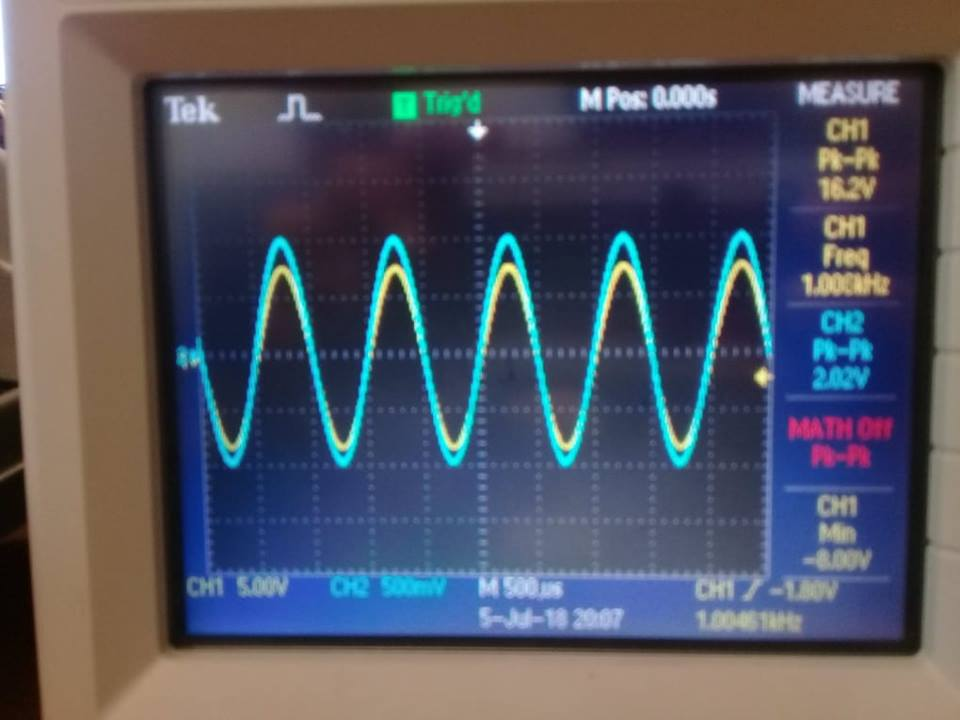 Tek
T Trig'd
M Pos: 0.000s
MEASURE
CH1
Pk-Pk
16.2V
CH1
Freq
1.000kHz
CH2
Pk-Pk
2.02V
MATH Off
Pk-Pk
CH1
Min
-8.00V
CH1 5.00V
CH2 500mV
M 500µs
CH1 -1.80V
5-Jul-18 20:07
1.00461kHz